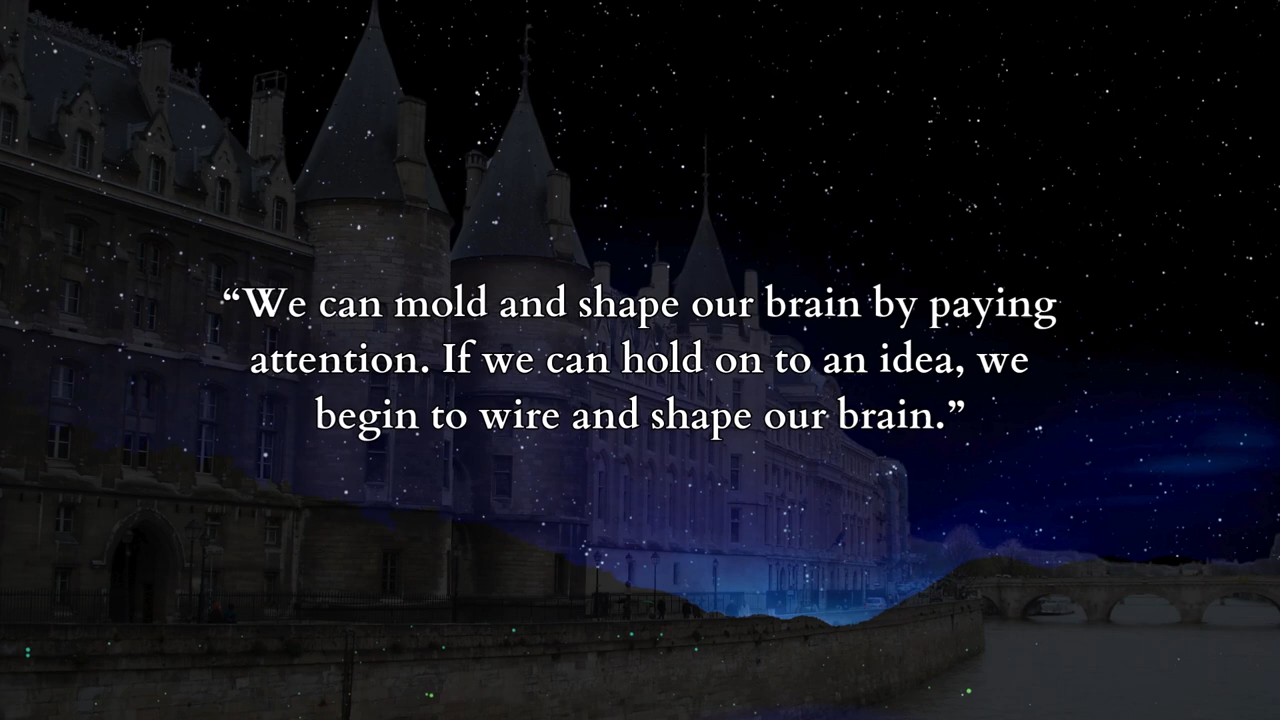 “We can mold and shape our brain by paying
attention. If we can hold on to an idea, we
begin to wire and shape our brain.”